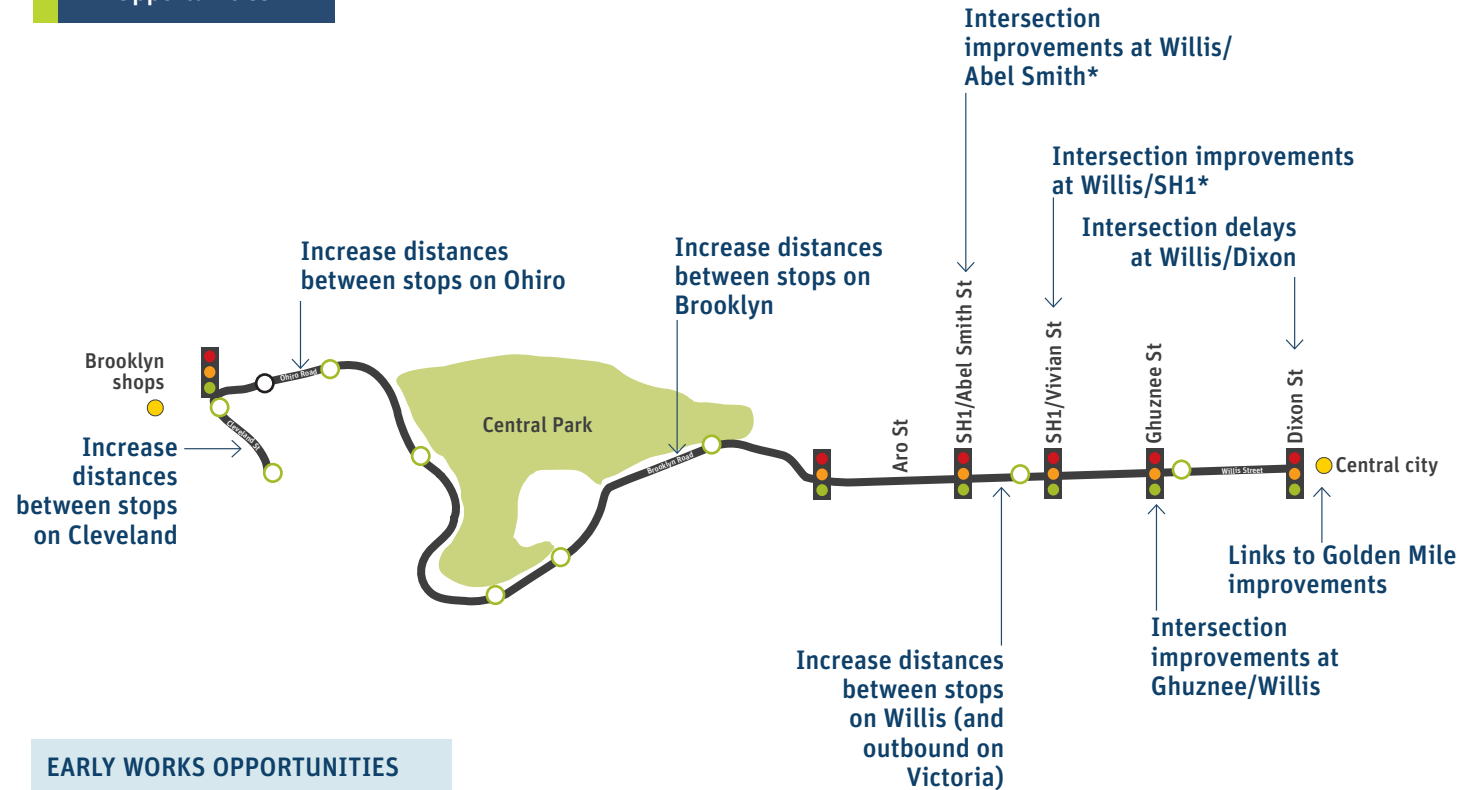 Intersection
improvements at Willis/
Abel Smith*
Intersection improvements
at Willis/SH1*
Intersection delays
at Willis/Dixon
Increase distances
between stops on Ohiro
Increase distances
between stops on
Brooklyn
Brooklyn
shops
Ohiro Road
Cleveland St
Increase
distances
between stops
on Cleveland
Central Park
Brooklyn Road
Aro St
SH1/Abel Smith St
SH1/Vivian St
Ghuznee St
Dixon St
Willis Street
Central city
Links to Golden Mile
improvements
Intersection
improvements at
Ghuznee/Willis
Increase distances
between stops
on Willis (and
outbound on
Victoria)
EARLY WORKS OPPORTUNITIES